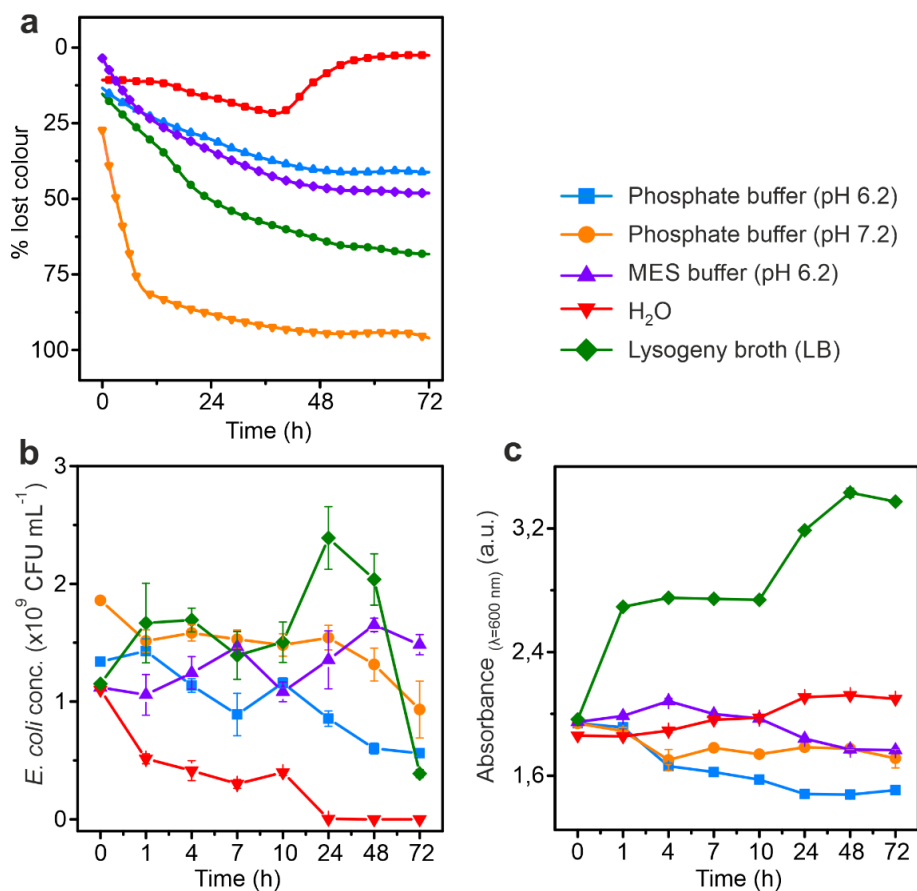 a
0
25
50
75
100
% lost colour
0 24 48 72
Time (h)
Phosphate buffer (pH 6.2)
Phosphate buffer (pH 7.2)
MES buffer (pH 6.2)
H₂O
Lysogeny broth (LB)
b
3
2
1
0
E. coli conc. (x10⁹ CFU mL⁻¹)
0 1 4 7 10 24 48 72
Time (h)
c
3,2
2,4
1,6
Absorbance (λ=600 nm) (a.u.)
0 1 4 7 10 24 48 72
Time (h)